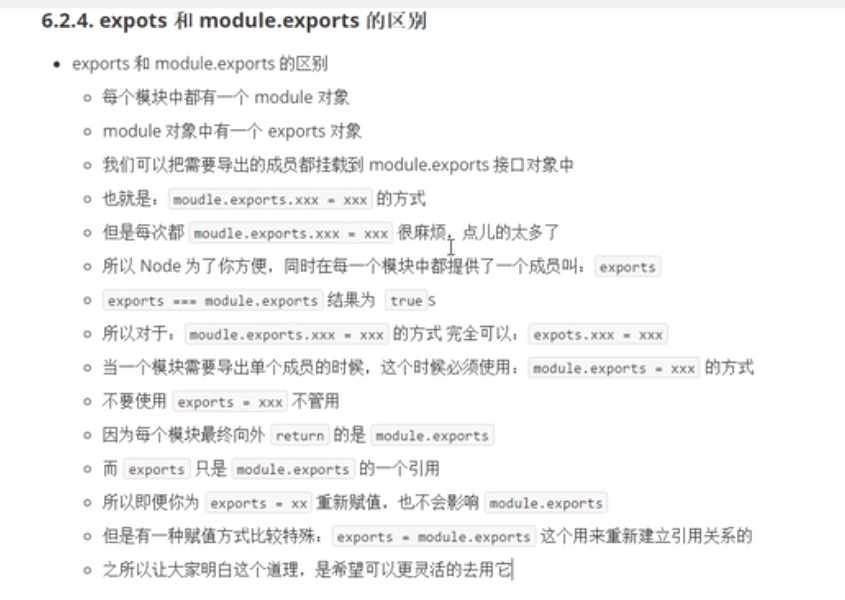 6.2.4. expots 和 module.exports 的区别
exports 和 module.exports 的区别
每个模块中都有一个 module 对象
module 对象中有一个 exports 对象
我们可以把需要导出的成员都挂载到 module.exports 接口对象中
也就是：moudle.exports.xxx = xxx 的方式
但是每次都 moudle.exports.xxx = xxx 很麻烦，点儿的太多了
所以 Node 为了你方便，同时在每一个模块中都提供了一个成员叫：exports
exports === module.exports 结果为 true s
所以对于：moudle.exports.xxx = xxx 的方式 完全可以：expots.xxx = xxx
当一个模块需要导出单个成员的时候，这个时候必须使用：module.exports = xxx 的方式
不要使用 exports = xxx 不管用
因为每个模块最终向外 return 的是 module.exports
而 exports 只是 module.exports 的一个引用
所以即便你为 exports = xx 重新赋值，也不会影响 module.exports
但是有一种赋值方式比较特殊：exports = module.exports 这个用来重新建立引用关系的
之所以让大家明白这个道理，是希望可以更灵活的去用它